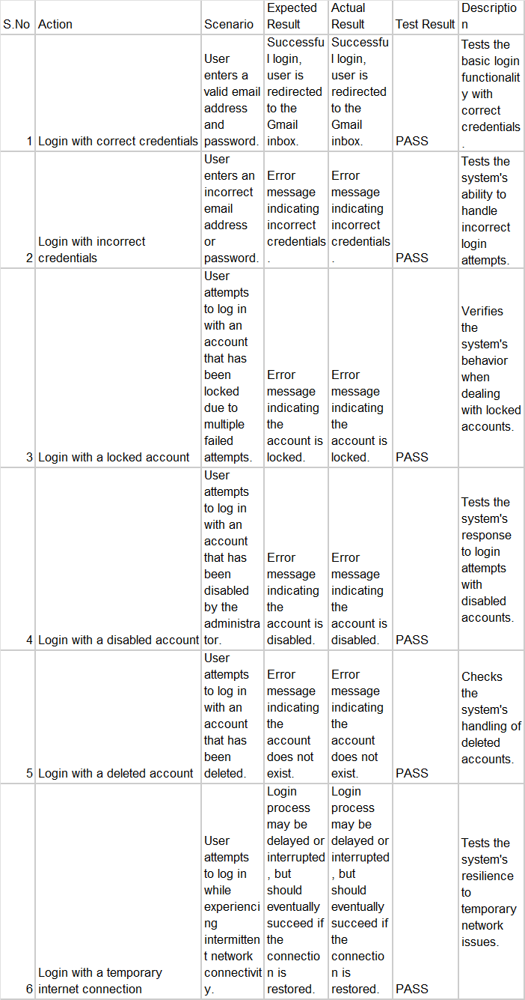 S.No Action Scenario Expected Result Actual Result Test Result Descriptio
n
1 Login with correct credentials
User
enters a
valid email
address
and
password.
Successfu
l login,
user is
redirected
to the
Gmail
inbox.
Successfu
l login,
user is
redirected
to the
Gmail
inbox.
PASS
Tests the
basic login
functionalit
y with
correct
credentials
.
2
Login with incorrect
credentials
User
enters an
incorrect
email
address
or
password.
Error
message
indicating
incorrect
credentials
.
Error
message
indicating
incorrect
credentials
.
PASS
Tests the
system's
ability to
handle
incorrect
login
attempts.
3 Login with a locked account
User
attempts
to log in
with an
account
that has
been
locked
due to
multiple
failed
attempts.
Error
message
indicating
the
account is
locked.
Error
message
indicating
the
account is
locked.
PASS
Verifies
the
system's
behavior
when
dealing
with locked
accounts.
4 Login with a disabled account
User
attempts
to log in
with an
account
that has
been
disabled
by the
administra
tor.
Error
message
indicating
the
account is
disabled.
Error
message
indicating
the
account is
disabled.
PASS
Tests the
system's
response
to login
attempts
with
disabled
accounts.
5 Login with a deleted account
User
attempts
to log in
with an
account
that has
been
deleted.
Error
message
indicating
the
account
does not
exist.
Error
message
indicating
the
account
does not
exist.
PASS
Checks
the
system's
handling of
deleted
accounts.
6
Login with a temporary
internet connection
User
attempts
to log in
while
experienci
ng
intermitten
t network
connectivit
y.
Login
process
may be
delayed or
interrupted
, but
should
eventually
succeed if
the
connectio
n is
restored.
Login
process
may be
delayed or
interrupted
, but
should
eventually
succeed if
the
connectio
n is
restored.
PASS
Tests the
system's
resilience
to
temporary
network
issues.